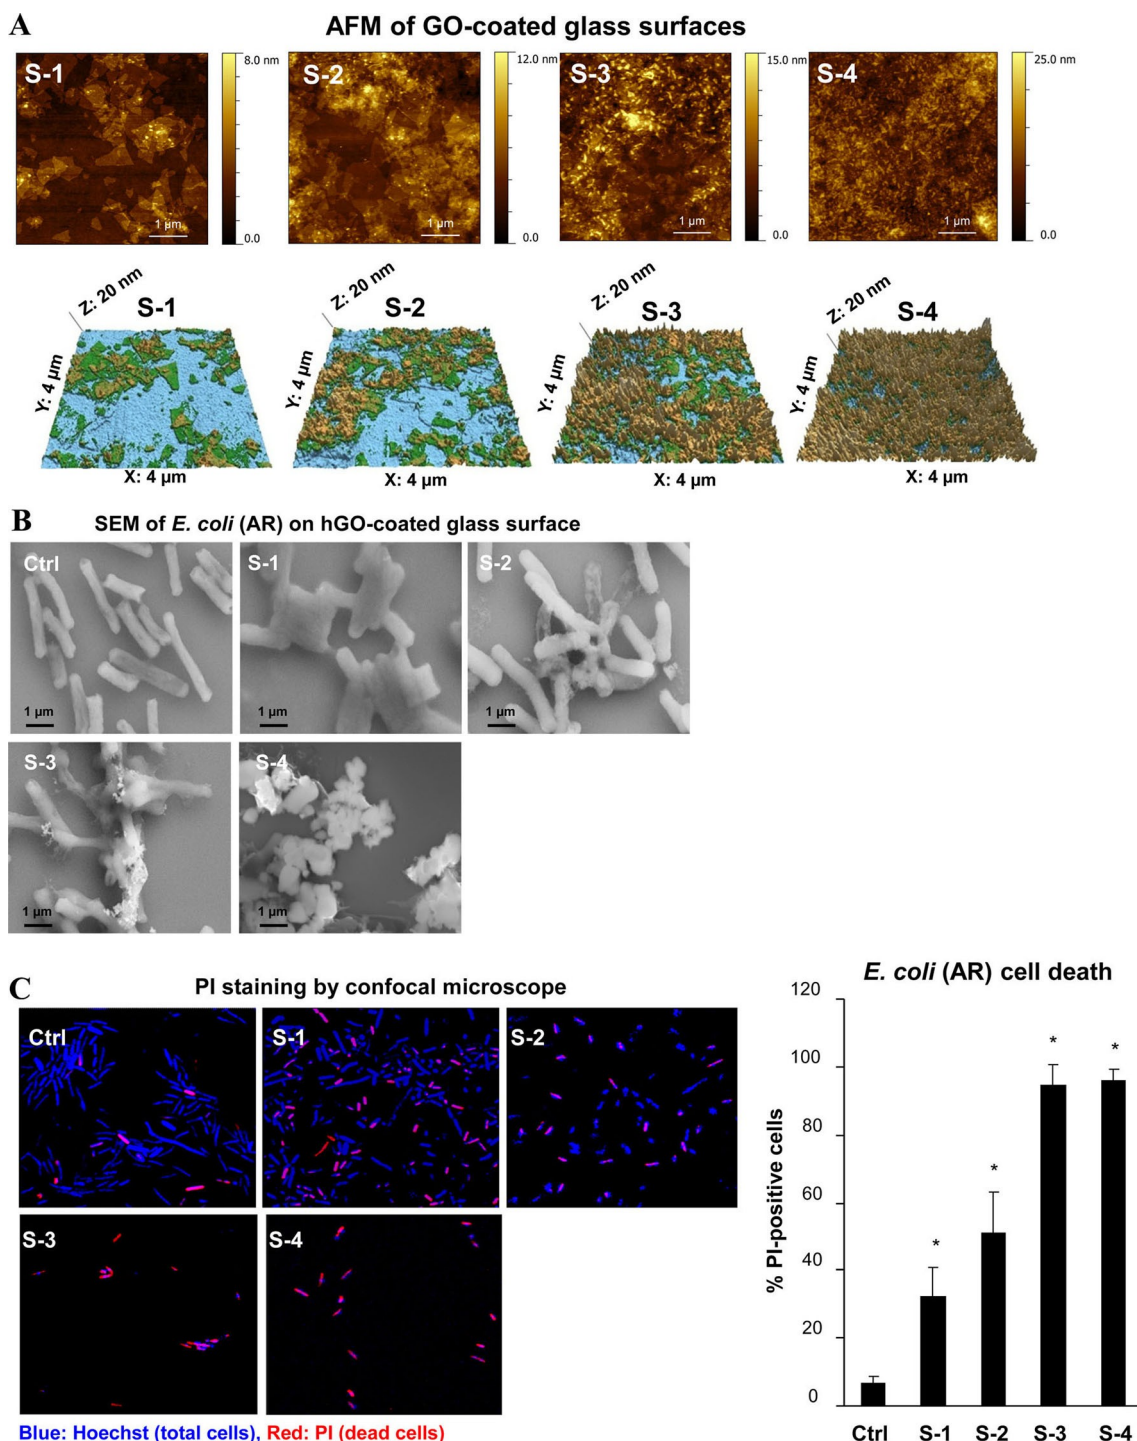 A
AFM of GO-coated glass surfaces
S-1
8.0 nm
1 µm
0.0
S-2
12.0 nm
1 µm
0.0
S-3
15.0 nm
1 µm
0.0
S-4
25.0 nm
1 µm
0.0
Z: 20 nm
S-1
Y: 4 µm
X: 4 µm
Z: 20 nm
S-2
Y: 4 µm
X: 4 µm
Z: 20 nm
S-3
Y: 4 µm
X: 4 µm
Z: 20 nm
S-4
Y: 4 µm
X: 4 µm
B
SEM of E. coli (AR) on hGO-coated glass surface
Ctrl
1 µm
S-1
1 µm
S-2
1 µm
S-3
1 µm
S-4
1 µm
C
PI staining by confocal microscope
Ctrl
S-1
S-2
S-3
S-4
Blue: Hoechst (total cells), Red: PI (dead cells)
E. coli (AR) cell death
% PI-positive cells
120
100
80
60
40
20
0
*
*
*
*
Ctrl
S-1
S-2
S-3
S-4